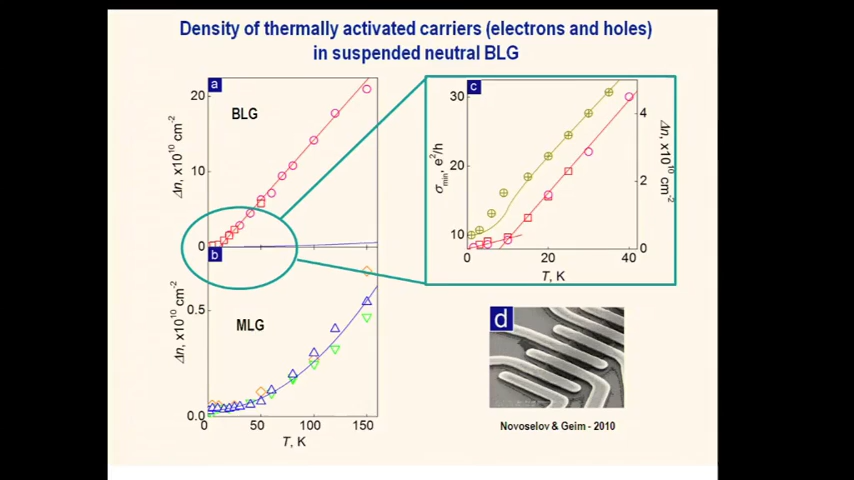 Density of thermally activated carriers (electrons and holes)
in suspended neutral BLG
a
BLG
20
10
0
Δn, x10¹⁰ cm⁻²
b
MLG
0.5
0.0
Δn, x10¹⁰ cm⁻²
0 50 100 150
T, K
c
30
20
10
σmin, e²/h
4
2
0
Δn, x10¹⁰ cm⁻²
0 20 40
T, K
d
Novoselov & Geim - 2010